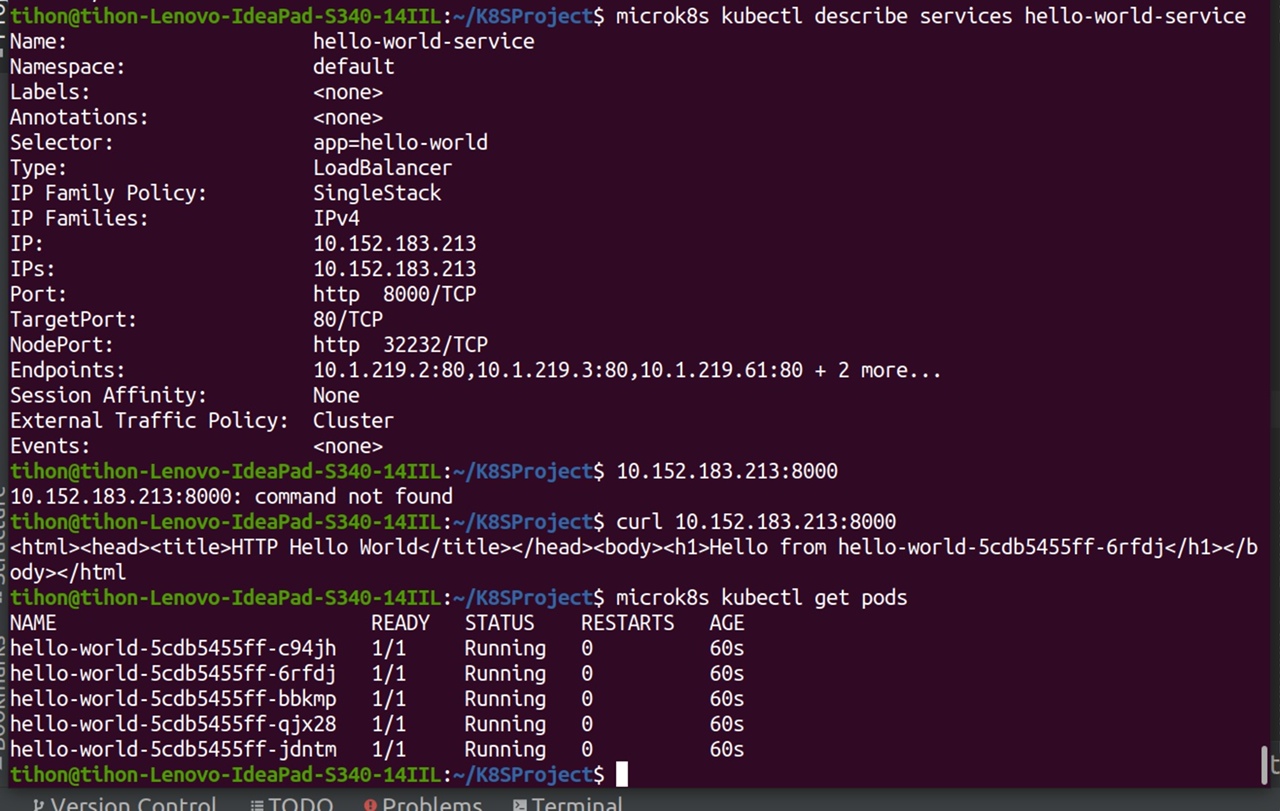 tihon@tihon-Lenovo-IdeaPad-S340-14IIL:~/K8SProject$ microk8s kubectl describe services hello-world-service
Name: hello-world-service
Namespace: default
Labels: <none>
Annotations: <none>
Selector: app=hello-world
Type: LoadBalancer
IP Family Policy: SingleStack
IP Families: IPv4
IP: 10.152.183.213
IPs: 10.152.183.213
Port: http 8000/TCP
TargetPort: 80/TCP
NodePort: http 32232/TCP
Endpoints: 10.1.219.2:80,10.1.219.3:80,10.1.219.61:80 + 2 more...
Session Affinity: None
External Traffic Policy: Cluster
Events: <none>
tihon@tihon-Lenovo-IdeaPad-S340-14IIL:~/K8SProject$ 10.152.183.213:8000
10.152.183.213:8000: command not found
tihon@tihon-Lenovo-IdeaPad-S340-14IIL:~/K8SProject$ curl 10.152.183.213:8000
<html><head><title>HTTP Hello World</title></head><body><h1>Hello from hello-world-5cdb5455ff-6rfdj</h1></b
ody></html
tihon@tihon-Lenovo-IdeaPad-S340-14IIL:~/K8SProject$ microk8s kubectl get pods
NAME READY STATUS RESTARTS AGE
hello-world-5cdb5455ff-c94jh 1/1 Running 0 60s
hello-world-5cdb5455ff-6rfdj 1/1 Running 0 60s
hello-world-5cdb5455ff-bbkmp 1/1 Running 0 60s
hello-world-5cdb5455ff-qjx28 1/1 Running 0 60s
hello-world-5cdb5455ff-jdntm 1/1 Running 0 60s
tihon@tihon-Lenovo-IdeaPad-S340-14IIL:~/K8SProject$
Version Control TODO Problems Terminal